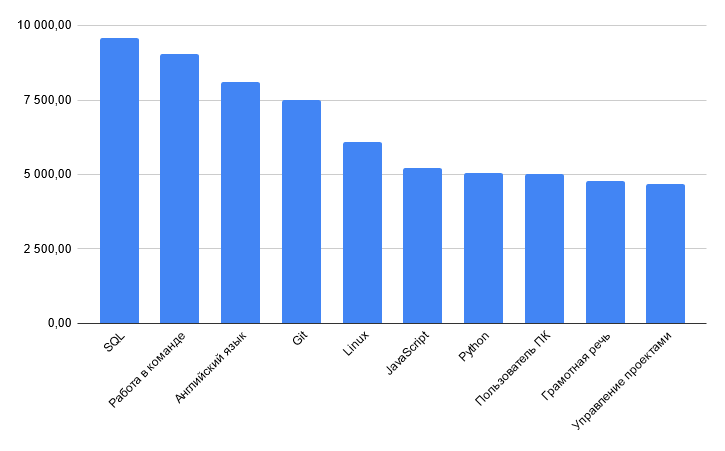 10 000,00
7 500,00
5 000,00
2 500,00
0,00
SQL
Работа в команде
Английский язык
Git
Linux
JavaScript
Python
Пользователь ПК
Грамотная речь
Управление проектами